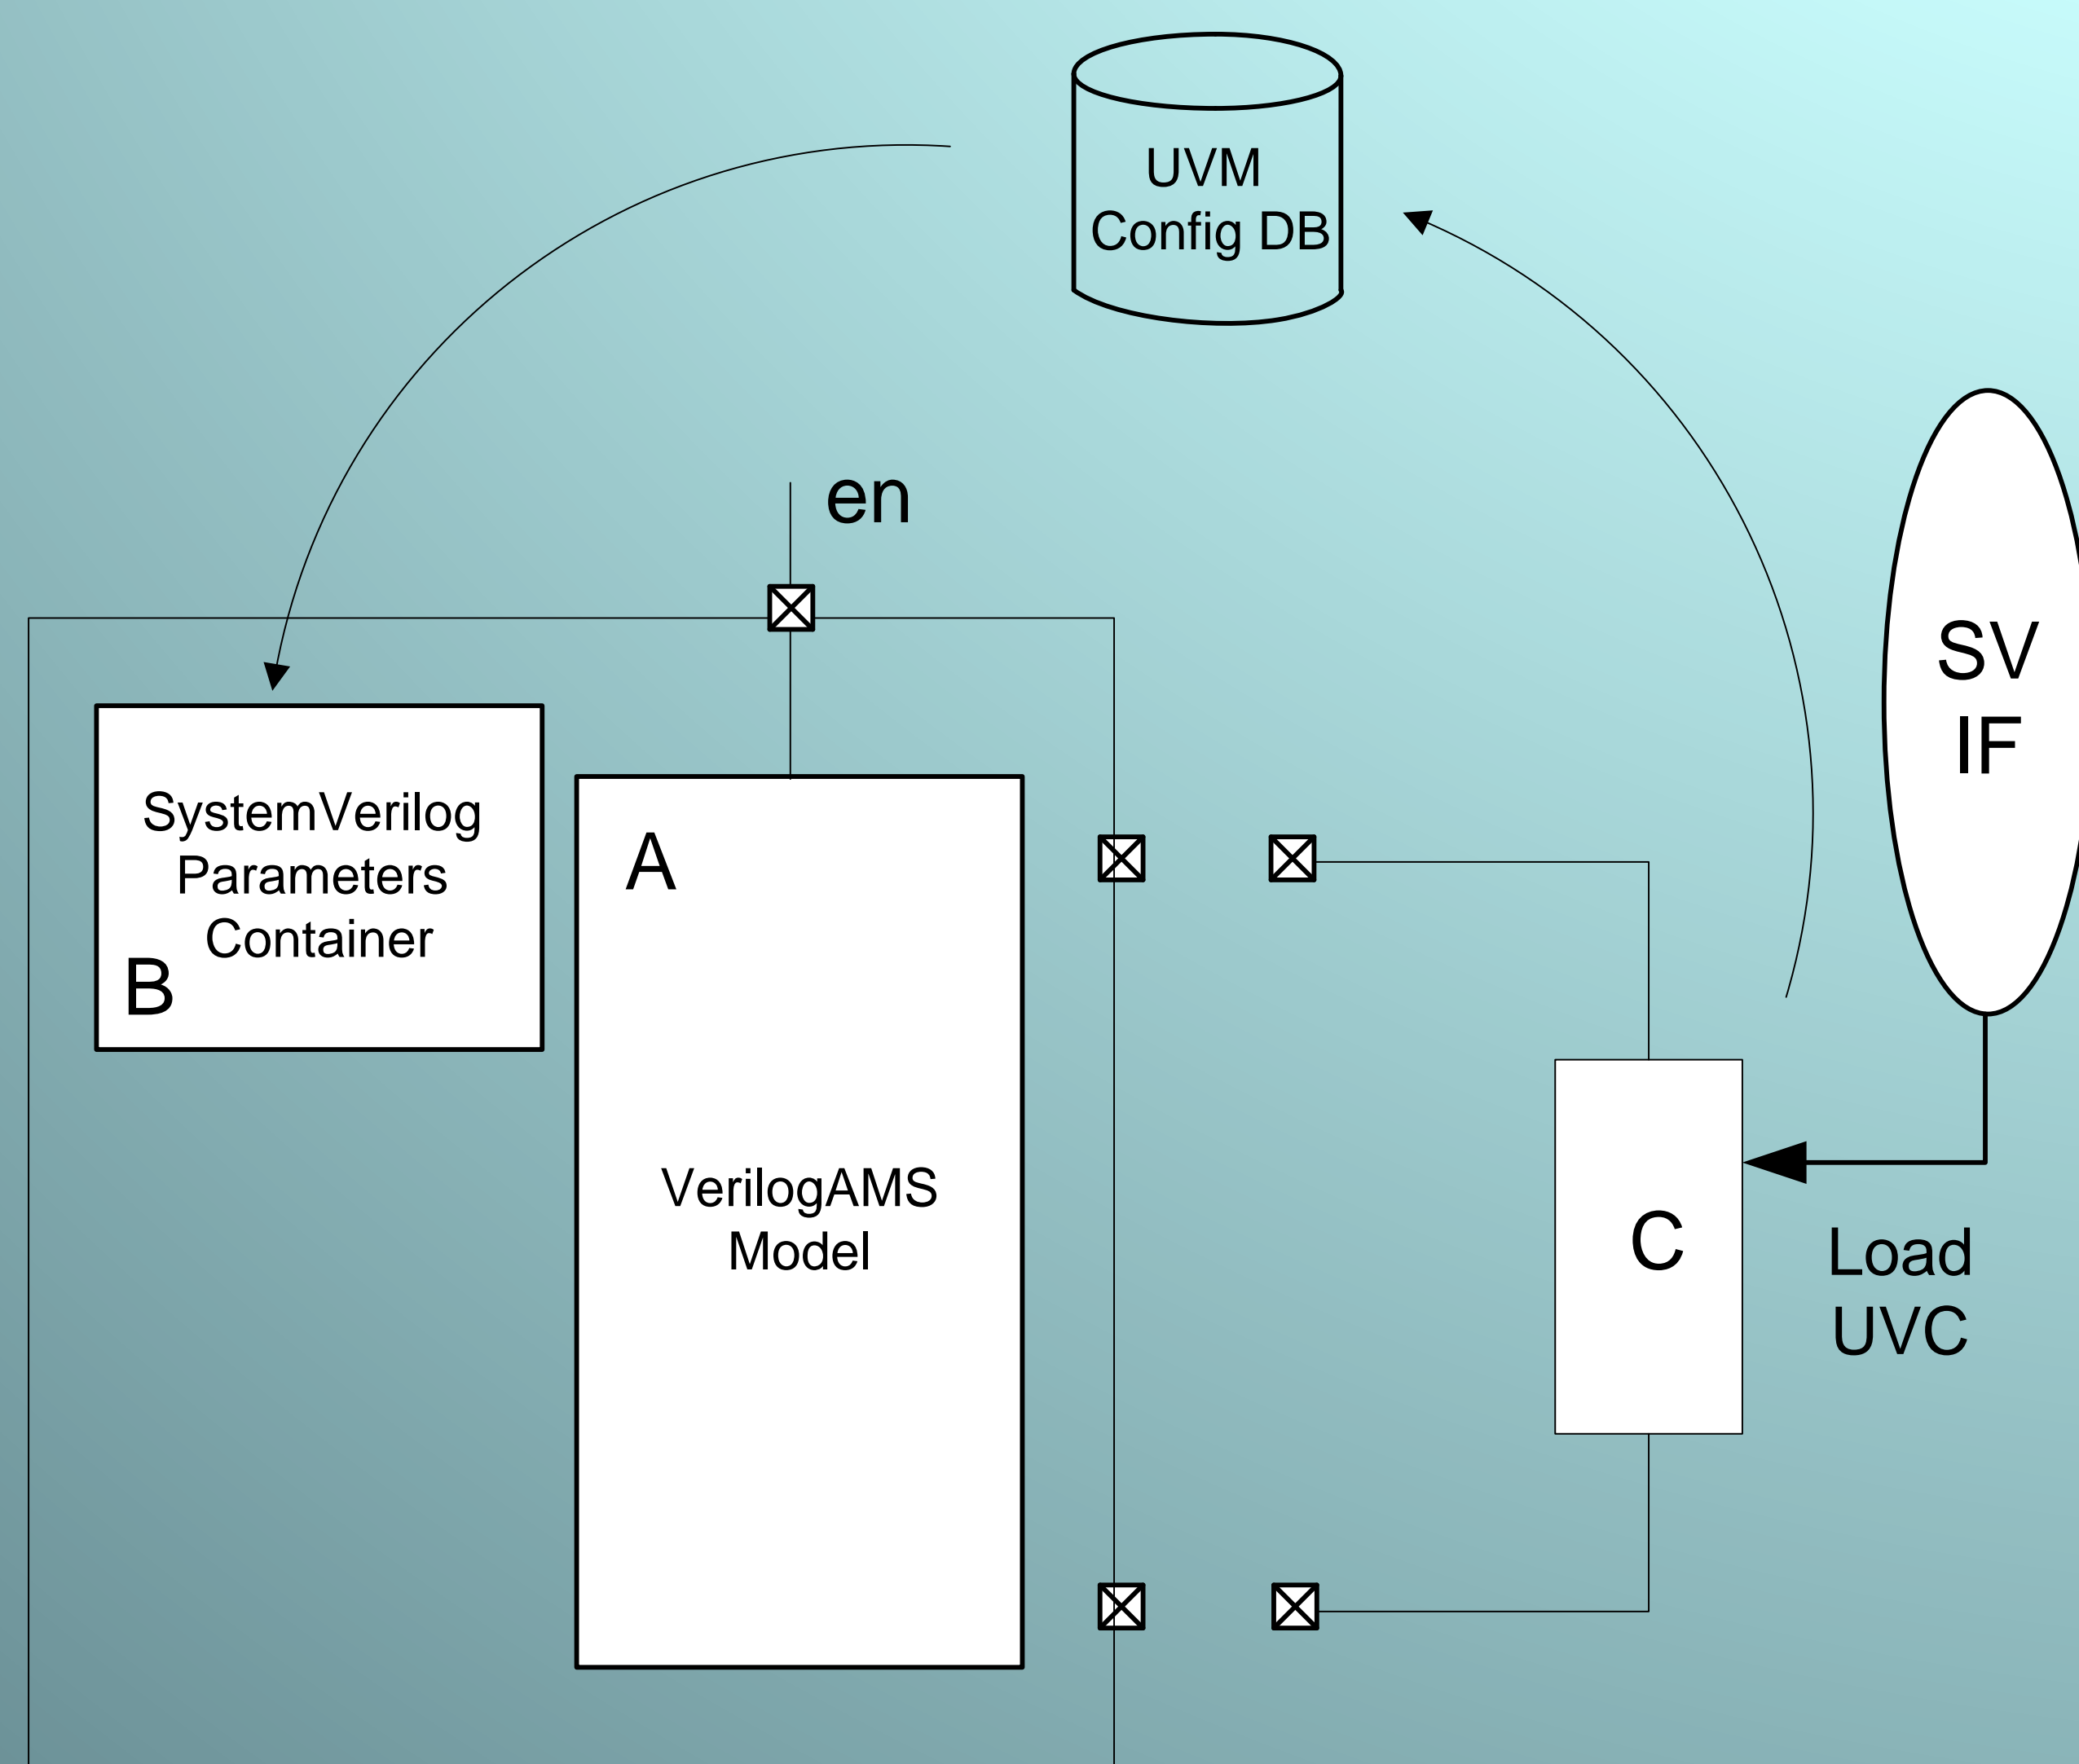 UVM
Config DB
en
SV
IF
SystemVerilog
Parameters
Container
B
A
VerilogAMS
Model
C
Load
UVC